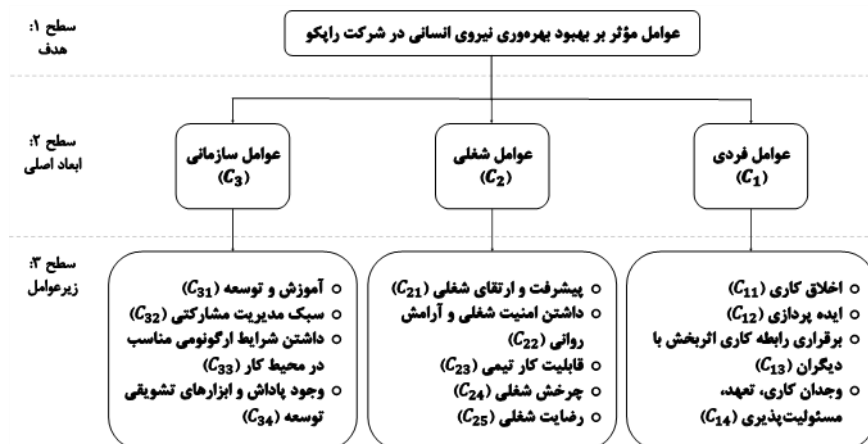 سطح ۱:
هدف
عوامل مؤثر بر بهبود بهره‌وری نیروی انسانی در شرکت راپکو
سطح ۲:
ابعاد اصلی
عوامل فردی
(C₁)
عوامل شغلی
(C₂)
عوامل سازمانی
(C₃)
سطح ۳:
زیرعوامل
○ اخلاق کاری (C₁₁)
○ ایده پردازی (C₁₂)
○ برقراری رابطه کاری اثربخش با
دیگران (C₁₃)
○ وجدان کاری، تعهد،
مسئولیت‌پذیری (C₁₄)
○ پیشرفت و ارتقای شغلی (C₂₁)
○ داشتن امنیت شغلی و آرامش
روانی (C₂₂)
○ قابلیت کار تیمی (C₂₃)
○ چرخش شغلی (C₂₄)
○ رضایت شغلی (C₂₅)
○ آموزش و توسعه (C₃₁)
○ سبک مدیریت مشارکتی (C₃₂)
○ داشتن شرایط ارگونومی مناسب
در محیط کار (C₃₃)
○ وجود پاداش و ابزارهای تشویقی
توسعه (C₃₄)